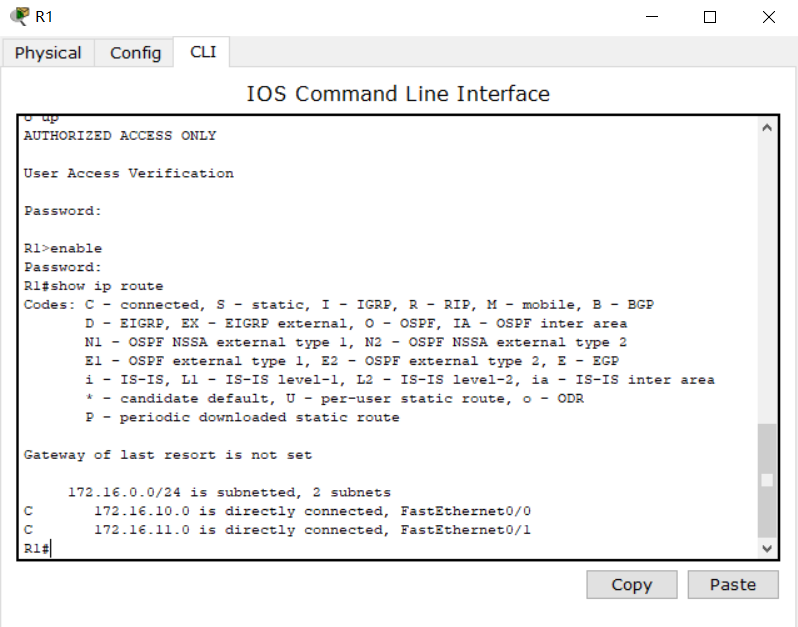 R1
Physical Config CLI
IOS Command Line Interface
up
AUTHORIZED ACCESS ONLY
User Access Verification
Password:
R1>enable
Password:
R1#show ip route
Codes: C - connected, S - static, I - IGRP, R - RIP, M - mobile, B - BGP
D - EIGRP, EX - EIGRP external, O - OSPF, IA - OSPF inter area
N1 - OSPF NSSA external type 1, N2 - OSPF NSSA external type 2
E1 - OSPF external type 1, E2 - OSPF external type 2, E - EGP
i - IS-IS, L1 - IS-IS level-1, L2 - IS-IS level-2, ia - IS-IS inter area
* - candidate default, U - per-user static route, o - ODR
P - periodic downloaded static route
Gateway of last resort is not set
172.16.0.0/24 is subnetted, 2 subnets
C 172.16.10.0 is directly connected, FastEthernet0/0
C 172.16.11.0 is directly connected, FastEthernet0/1
R1#
Copy Paste